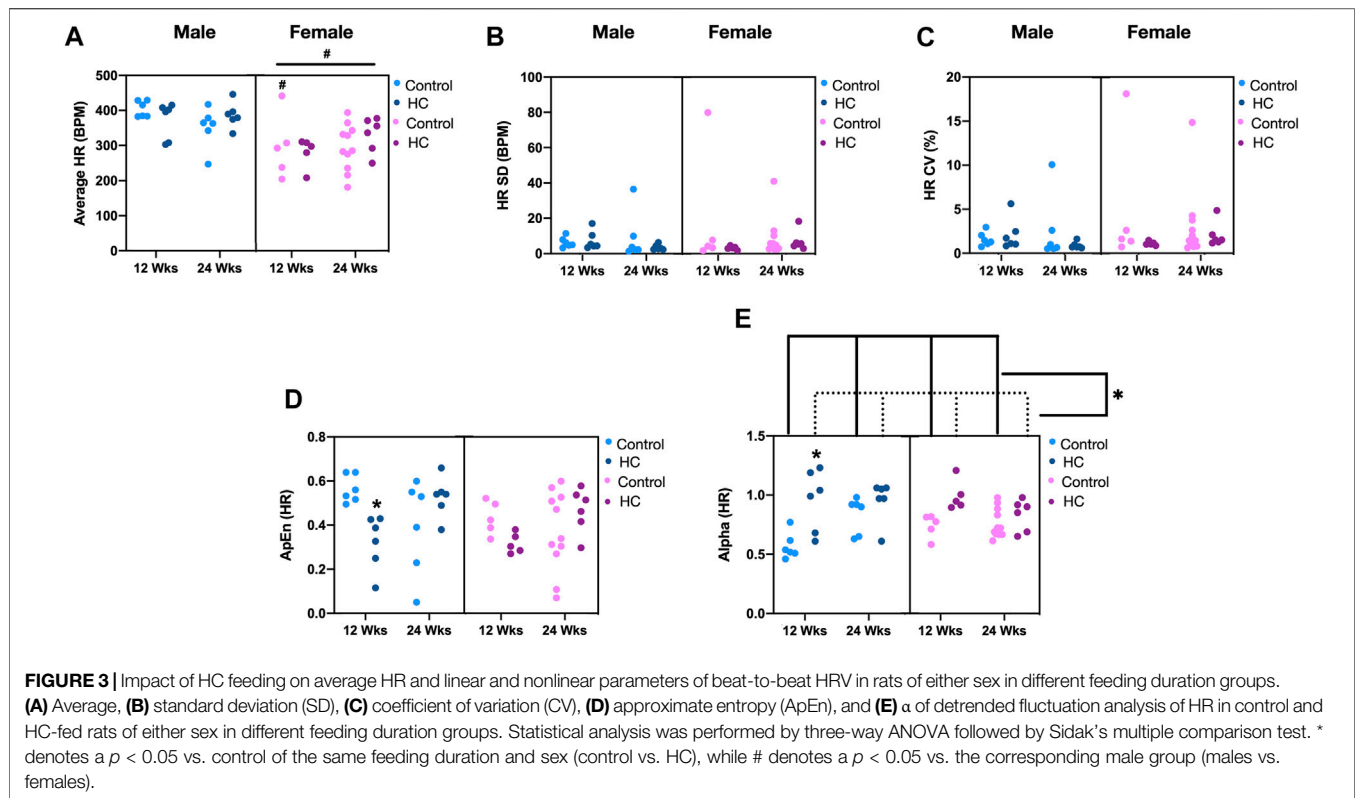 A
Male
Female
#
#
Average HR (BPM)
500
400
300
200
100
0
12 Wks
24 Wks
12 Wks
24 Wks
Control
HC
Control
HC
B
Male
Female
HR SD (BPM)
100
80
60
40
20
0
12 Wks
24 Wks
12 Wks
24 Wks
Control
HC
Control
HC
C
Male
Female
HR CV (%)
20
15
10
5
0
12 Wks
24 Wks
12 Wks
24 Wks
Control
HC
Control
HC
D
ApEn (HR)
0.8
0.6
0.4
0.2
0.0
*
12 Wks
24 Wks
12 Wks
24 Wks
Control
HC
Control
HC
E
*
Alpha (HR)
1.5
1.0
0.5
0.0
*
12 Wks
24 Wks
12 Wks
24 Wks
Control
HC
Control
HC
FIGURE 3 | Impact of HC feeding on average HR and linear and nonlinear parameters of beat-to-beat HRV in rats of either sex in different feeding duration groups.
(A) Average, (B) standard deviation (SD), (C) coefficient of variation (CV), (D) approximate entropy (ApEn), and (E) α of detrended fluctuation analysis of HR in control and
HC-fed rats of either sex in different feeding duration groups. Statistical analysis was performed by three-way ANOVA followed by Sidak's multiple comparison test. *
denotes a p < 0.05 vs. control of the same feeding duration and sex (control vs. HC), while # denotes a p < 0.05 vs. the corresponding male group (males vs.
females).